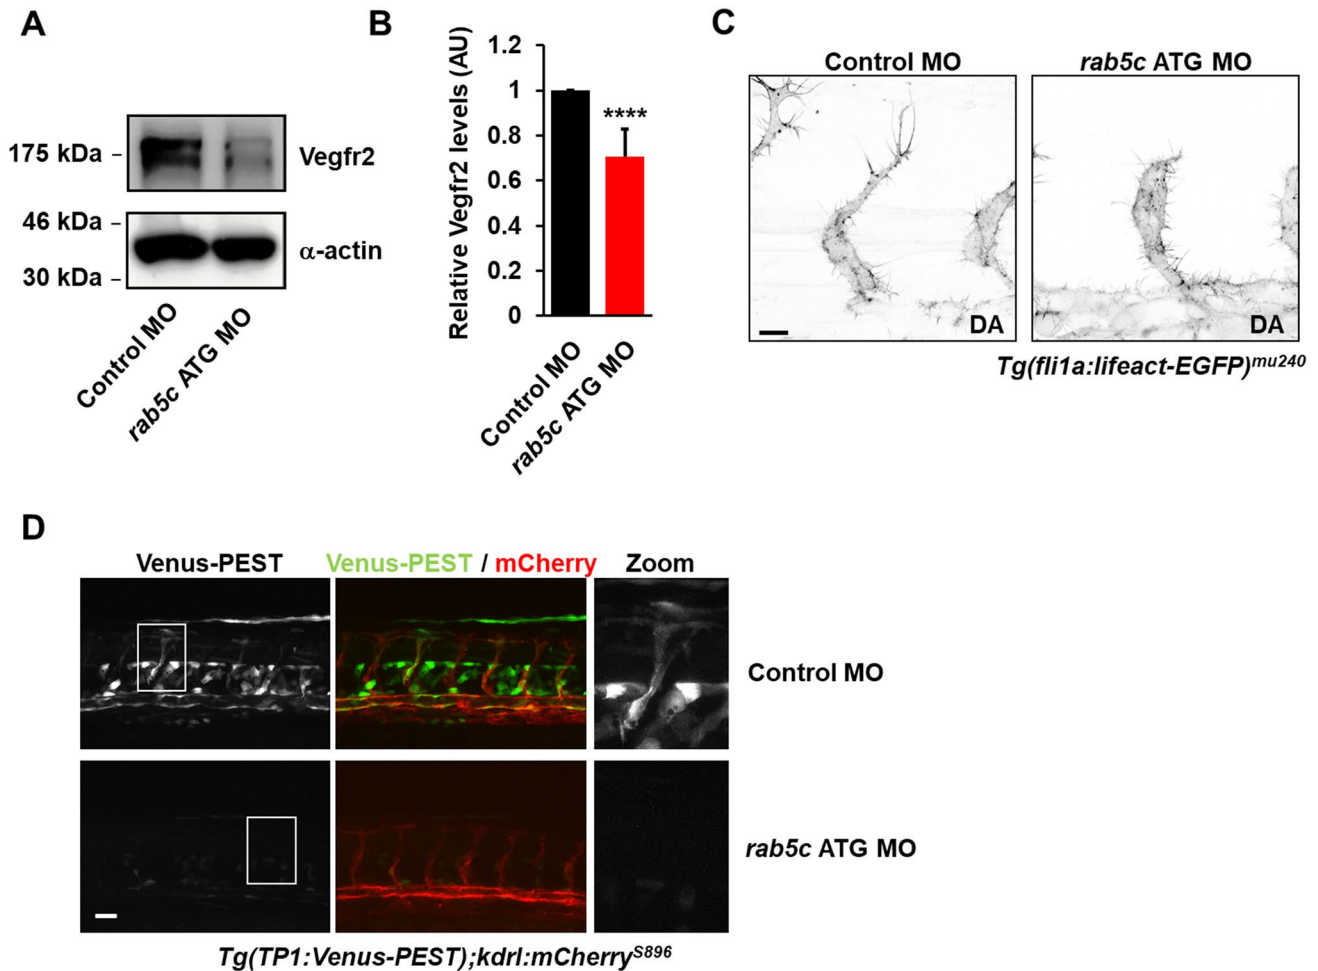 A
175 kDa –
Vegfr2
46 kDa –
α-actin
30 kDa –
Control MO
rab5c ATG MO
B
Relative Vegfr2 levels (AU)
1.2
1
0.8
0.6
0.4
0.2
0
****
Control MO
rab5c ATG MO
C
Control MO
rab5c ATG MO
DA
DA
Tg(fli1a:lifeact-EGFP)mu240
D
Venus-PEST
Venus-PEST / mCherry
Zoom
Control MO
rab5c ATG MO
Tg(TP1:Venus-PEST);kdrl:mCherryS896